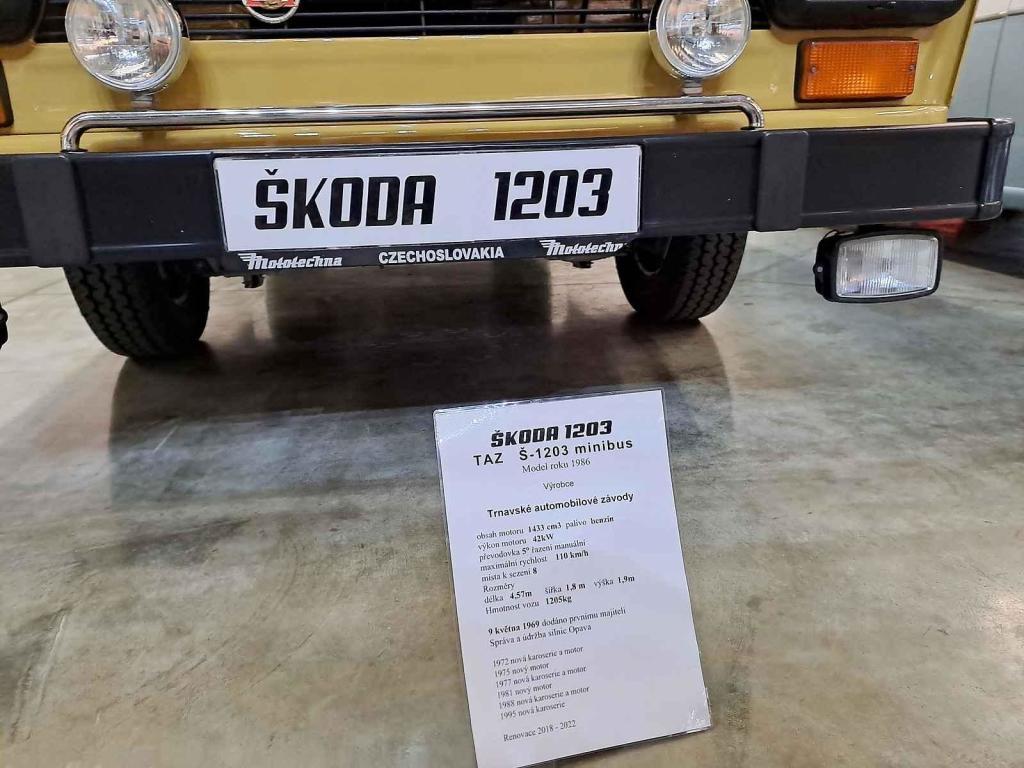 ŠKODA 1203
Mototechna CZECHOSLOVAKIA Mototechna
ŠKODA 1203
TAZ Š-1203 minibus
Model roku 1986
Výrobce
Trnavské automobilové závody
obsah motoru 1433 cm3 palivo benzin
výkon motoru 42kW
převodovka 5° řazení manuální
maximální rychlost 110 km/h
místa k sezení 8
Rozměry
délka 4,57m šířka 1,8 m výška 1,9m
Hmotnost vozu 1205kg
9 května 1969 dodáno prvnímu majiteli
Správa a údržba silnic Opava
1972 nová karoserie a motor
1975 nový motor
1977 nová karoserie a motor
1981 nový motor
1988 nová karoserie a motor
1995 nová karoserie
Renovace 2018 - 2022